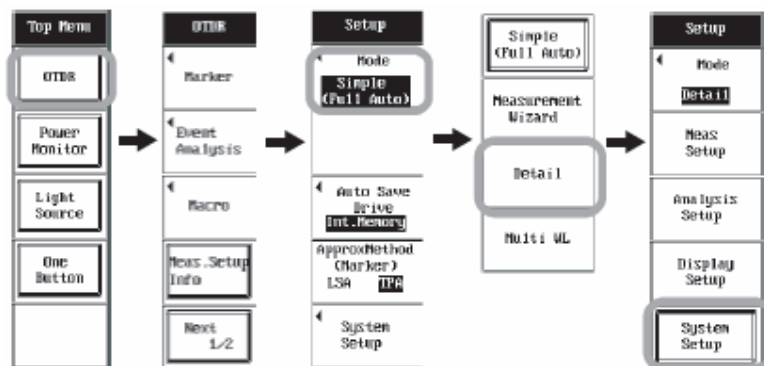 Top Menu
OTDR
Power
Monitor
Light
Source
One
Button
OTDR
Marker
Event
Analysis
Macro
Meas.Setup
Info
Next
1/2
Setup
Mode
Simple
(Full Auto)
Auto Save
Drive
Int.Memory
ApproxMethod
(Marker)
LSA TPA
System
Setup
Simple
(Full Auto)
Measurement
Wizard
Detail
Multi WL
Setup
Mode
Detail
Meas
Setup
Analysis
Setup
Display
Setup
System
Setup